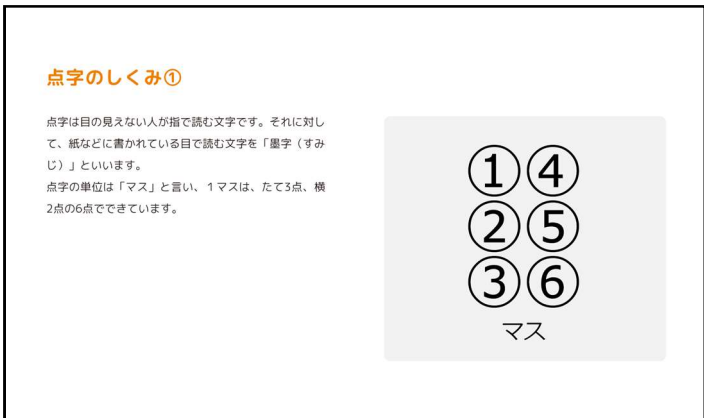 点字のしくみ①
点字は目の見えない人が指で読む文字です。それに対し
て、紙などに書かれている目で読む文字を「墨字（すみ
じ）」といいます。
点字の単位は「マス」と言い、１マスは、たて3点、横
2点の6点でできています。
①④
②⑤
③⑥
マス